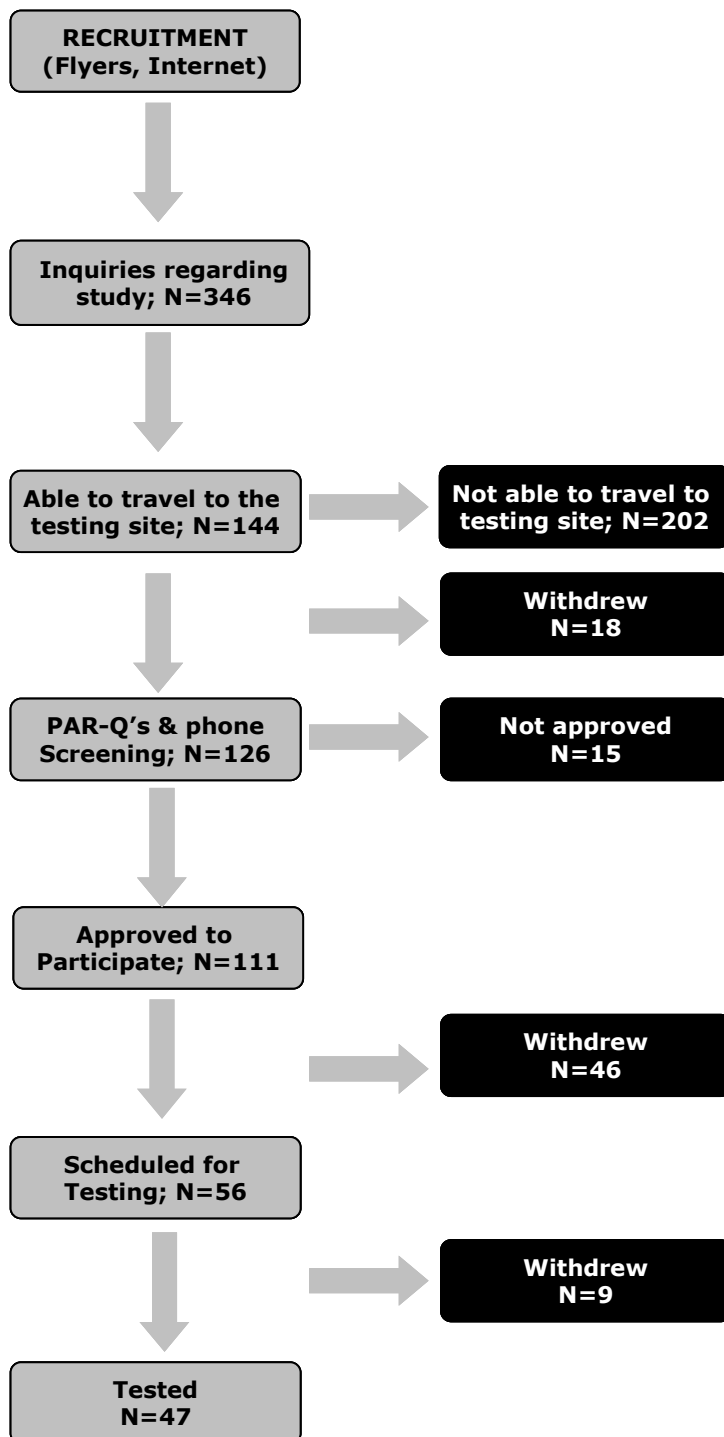 RECRUITMENT
(Flyers, Internet)
Inquiries regarding
study; N=346
Able to travel to the
testing site; N=144
Not able to travel to
testing site; N=202
Withdrew
N=18
PAR-Q’s & phone
Screening; N=126
Not approved
N=15
Approved to
Participate; N=111
Withdrew
N=46
Scheduled for
Testing; N=56
Withdrew
N=9
Tested
N=47